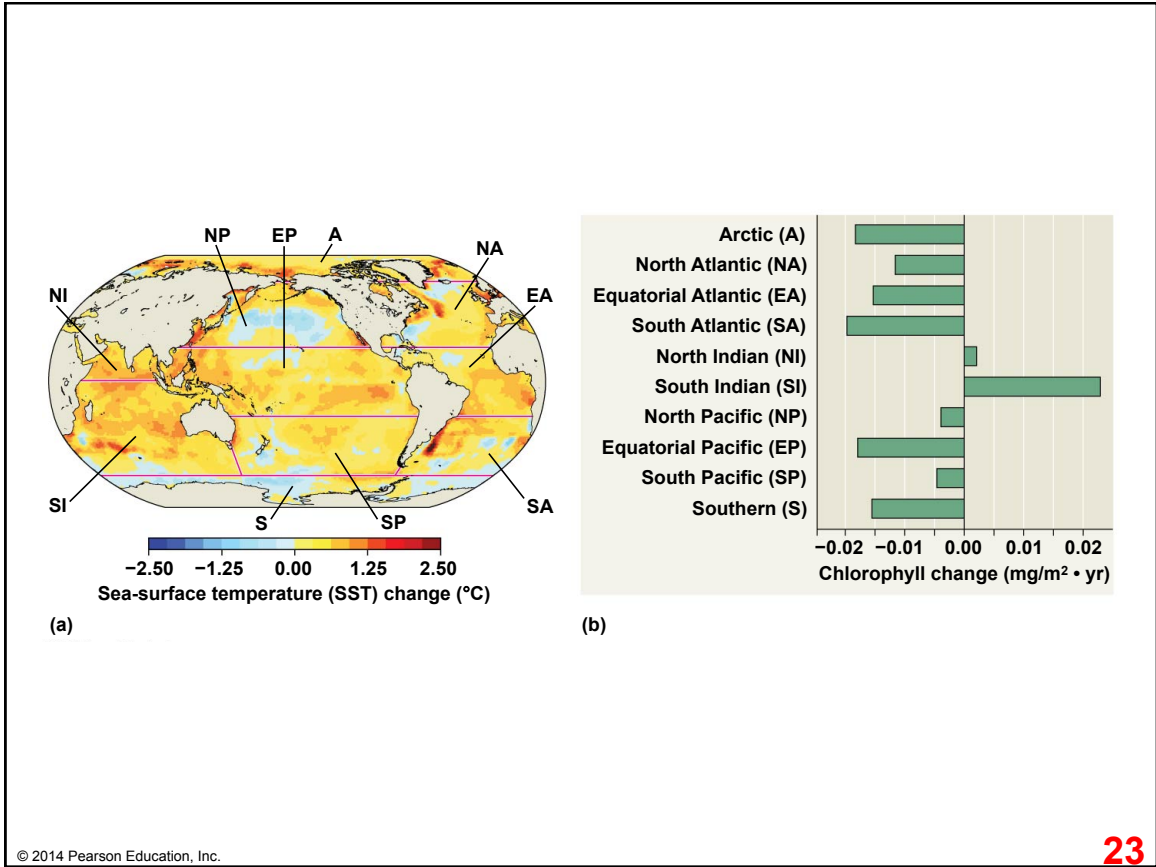 NP EP A
NA
NI
EA
SI
S
SP
SA
−2.50 −1.25 0.00 1.25 2.50
Sea-surface temperature (SST) change (°C)
(a)
Arctic (A)
North Atlantic (NA)
Equatorial Atlantic (EA)
South Atlantic (SA)
North Indian (NI)
South Indian (SI)
North Pacific (NP)
Equatorial Pacific (EP)
South Pacific (SP)
Southern (S)
−0.02 −0.01 0.00 0.01 0.02
Chlorophyll change (mg/m² • yr)
(b)
© 2014 Pearson Education, Inc.
23